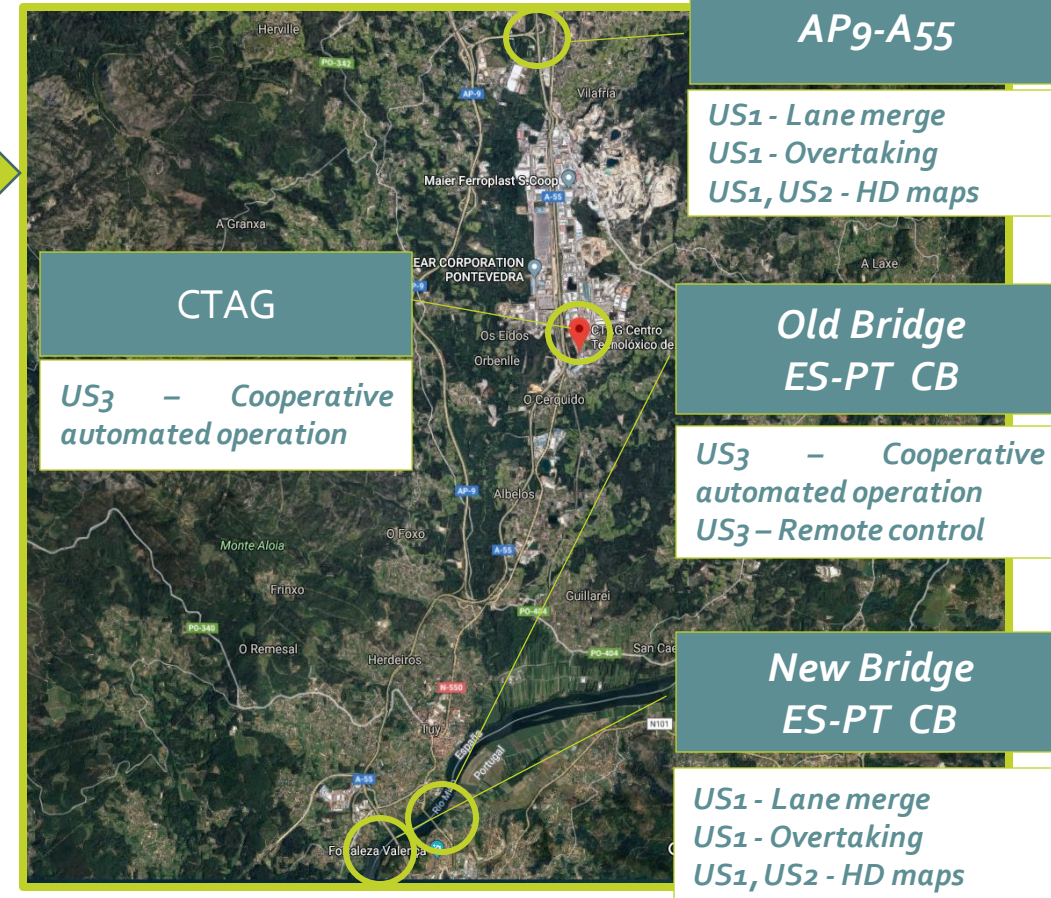 AP9-A55
US1 - Lane merge
US1 - Overtaking
US1, US2 - HD maps
Herville
PO-342
AP-9
Vilafría
Maier Ferroplast S.Coop
A-55
A Granxa
EAR CORPORATION
PONTEVEDRA
A Laxe
CTAG
US3 – Cooperative
automated operation
Os Eidos
Orbenlle
CTAG Centro
Tecnolóxico de
O Cerquido
Old Bridge
ES-PT CB
US3 – Cooperative
automated operation
US3 – Remote control
AP-9
Albelos
O Foxo
Monte Aloia
A-55
Frinxo
Guillarei
PO-404
PO-340
O Remesal
Herdeiros
PO-404
N-550
Tuy
España
Portugal
N101
New Bridge
ES-PT CB
US1 - Lane merge
US1 - Overtaking
US1, US2 - HD maps
A-55
Fortaleza Valença